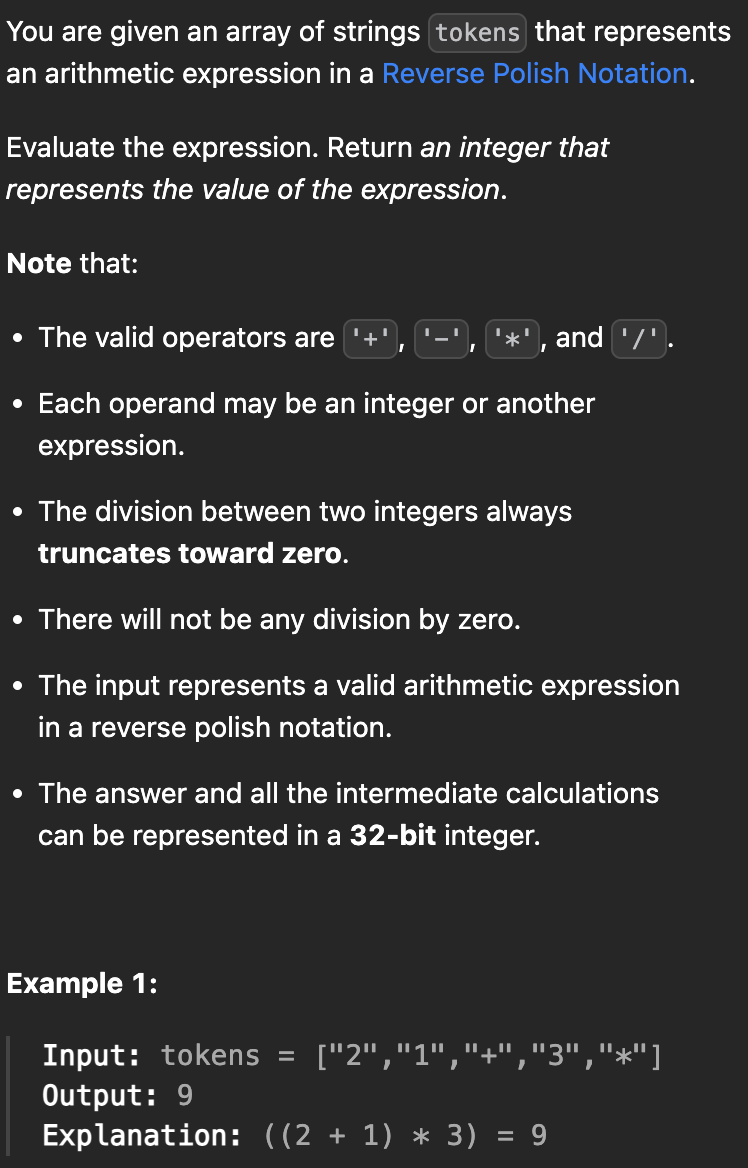 You are given an array of strings tokens that represents
an arithmetic expression in a Reverse Polish Notation.
Evaluate the expression. Return an integer that
represents the value of the expression.
Note that:
• The valid operators are '+', '-', '*', and '/'.
• Each operand may be an integer or another
expression.
• The division between two integers always
truncates toward zero.
• There will not be any division by zero.
• The input represents a valid arithmetic expression
in a reverse polish notation.
• The answer and all the intermediate calculations
can be represented in a 32-bit integer.
Example 1:
Input: tokens = ["2","1","+","3","*"]
Output: 9
Explanation: ((2 + 1) * 3) = 9